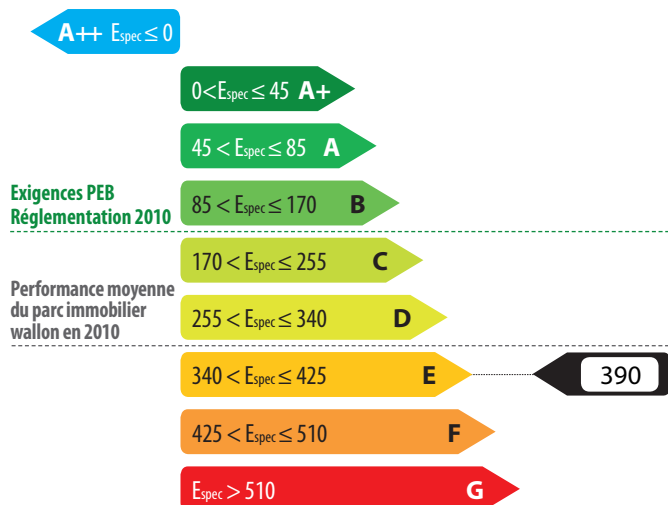 A++ Espec ≤ 0
0<Espec ≤ 45 A+
45 < Espec ≤ 85 A
Exigences PEB
Réglementation 2010
85 < Espec ≤ 170 B
170 < Espec ≤ 255 C
Performance moyenne
du parc immobilier
wallon en 2010
255 < Espec ≤ 340 D
340 < Espec ≤ 425 E 390
425 < Espec ≤ 510 F
Espec > 510 G